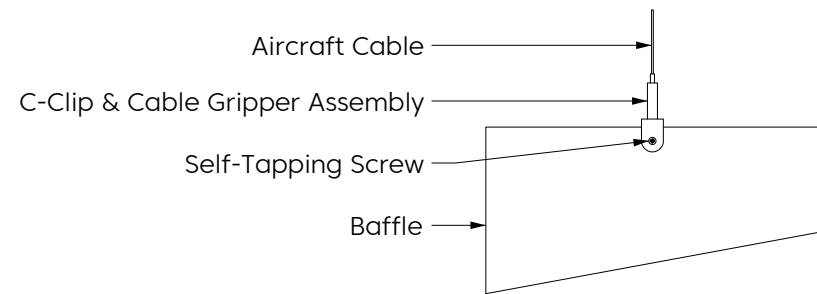 Aircraft Cable
C-Clip & Cable Gripper Assembly
Self-Tapping Screw
Baffle